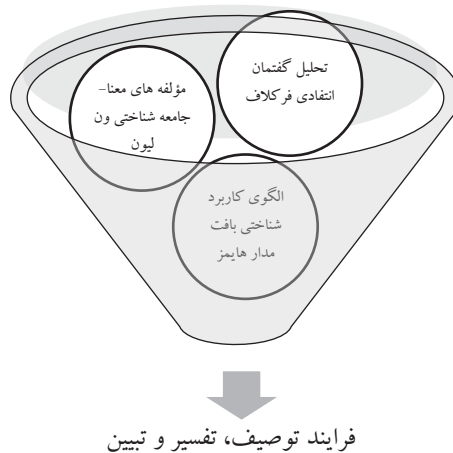 تحلیل گفتمان
انتقادی فرکلاف
مؤلفه های معنا-
جامعه شناختی ون
لیون
الگوی کاربرد
شناختی بافت
مدار هایمز
فرایند توصیف، تفسیر و تبیین